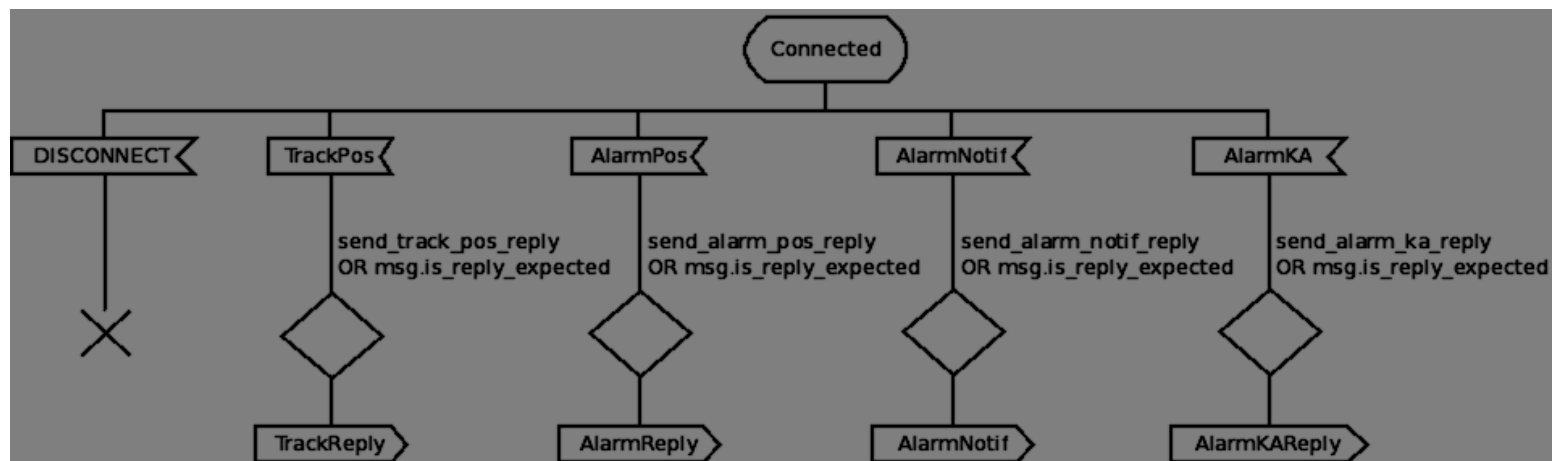 Connected
DISCONNECT
TrackPos
AlarmPos
AlarmNotif
AlarmKA
send_track_pos_reply
OR msg.is_reply_expected
send_alarm_pos_reply
OR msg.is_reply_expected
send_alarm_notif_reply
OR msg.is_reply_expected
send_alarm_ka_reply
OR msg.is_reply_expected
TrackReply
AlarmReply
AlarmNotif
AlarmKAReply